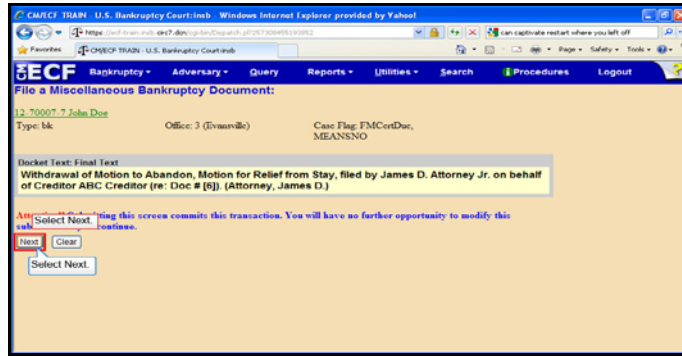 CM/ECF TRAIN - U.S. Bankruptcy Court:insb - Windows Internet Explorer provided by Yahoo!
can captivate restart where you left off
Favorites CM/ECF TRAIN - U.S. Bankruptcy Court:insb Page Safety Tools
ECF Bankruptcy Adversary Query Reports Utilities Search Procedures Logout
File a Miscellaneous Bankruptcy Document:
12-70007-7 John Doe
Type: bk Office: 3 (Evansville) Case Flag: FMCertDue,
MEANSNO
Docket Text: Final Text
Withdrawal of Motion to Abandon, Motion for Relief from Stay, filed by James D. Attorney Jr. on behalf
of Creditor ABC Creditor (re: Doc # [6]). (Attorney, James D.)
this screen commits this transaction. You will have no further opportunity to modify this
Select Next.
continue.
Next Clear
Select Next.